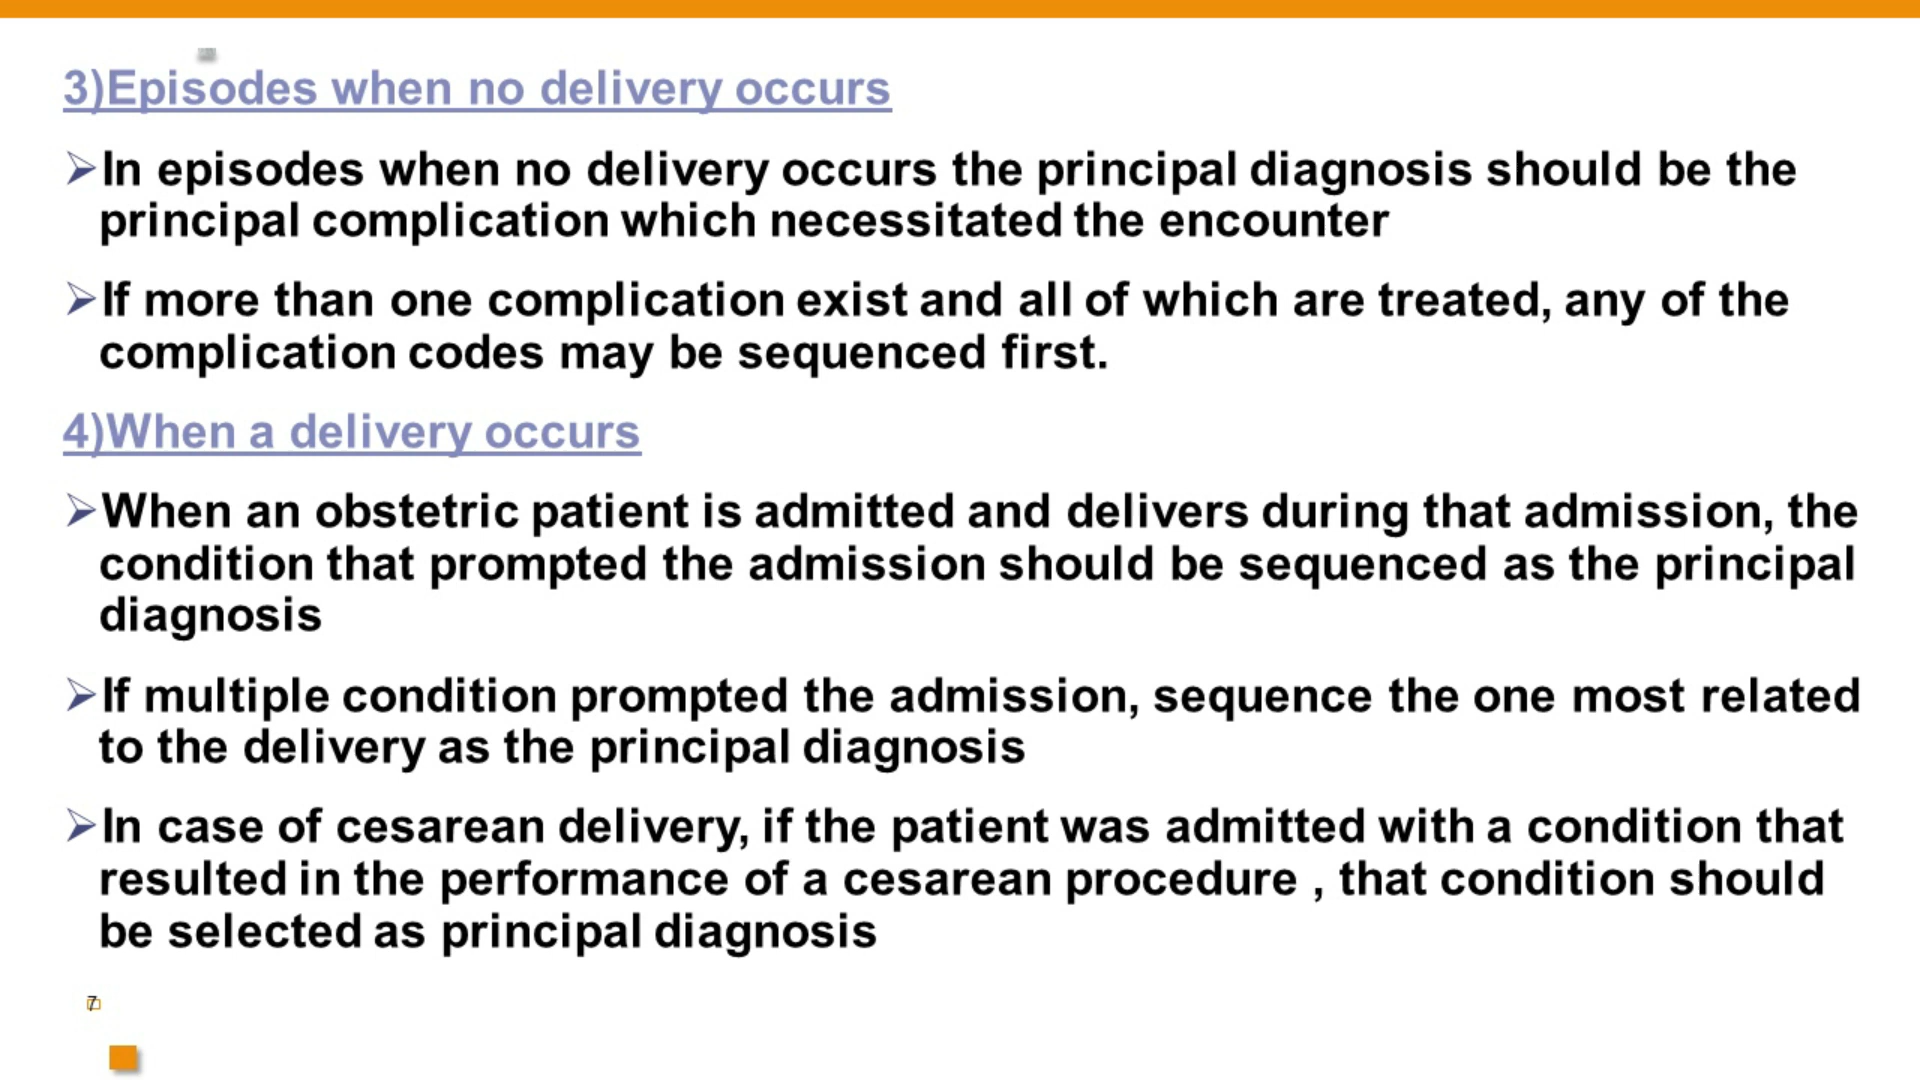 3)Episodes when no delivery occurs
➢In episodes when no delivery occurs the principal diagnosis should be the
principal complication which necessitated the encounter
➢If more than one complication exist and all of which are treated, any of the
complication codes may be sequenced first.
4)When a delivery occurs
➢When an obstetric patient is admitted and delivers during that admission, the
condition that prompted the admission should be sequenced as the principal
diagnosis
➢If multiple condition prompted the admission, sequence the one most related
to the delivery as the principal diagnosis
➢In case of cesarean delivery, if the patient was admitted with a condition that
resulted in the performance of a cesarean procedure , that condition should
be selected as principal diagnosis
7